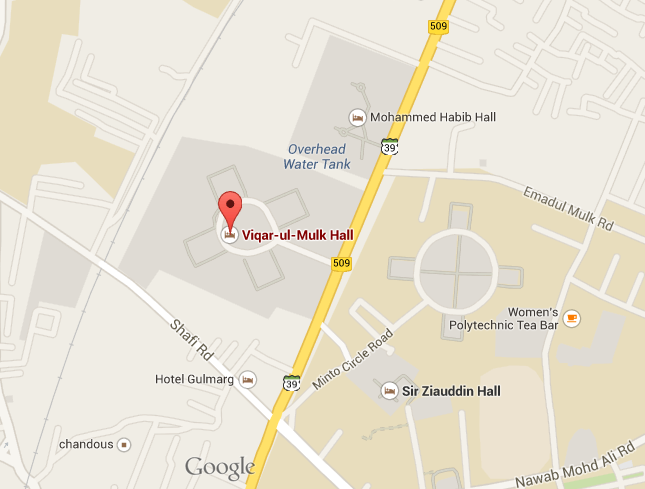 509
Mohammed Habib Hall
39
Overhead
Water Tank
Emadul Mulk Rd
Viqar-ul-Mulk Hall
509
Women's
Polytechnic Tea Bar
Shafi Rd
Minto Circle Road
Hotel Gulmarg
39
Sir Ziauddin Hall
chandous
Nawab Mohd Ali Rd
Google